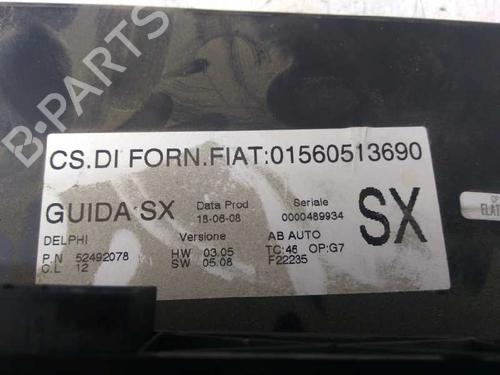 B-PARTS
CS.DI FORN.FIAT:01560513690
GUIDA SX
Data Prod
18-06-08
Seriale
0000489934
SX
DELPHI
Versione
AB AUTO
P.N 52492078
HW 03.05
TC:46 OP:G7
C.L 12
SW 05.08
F22235